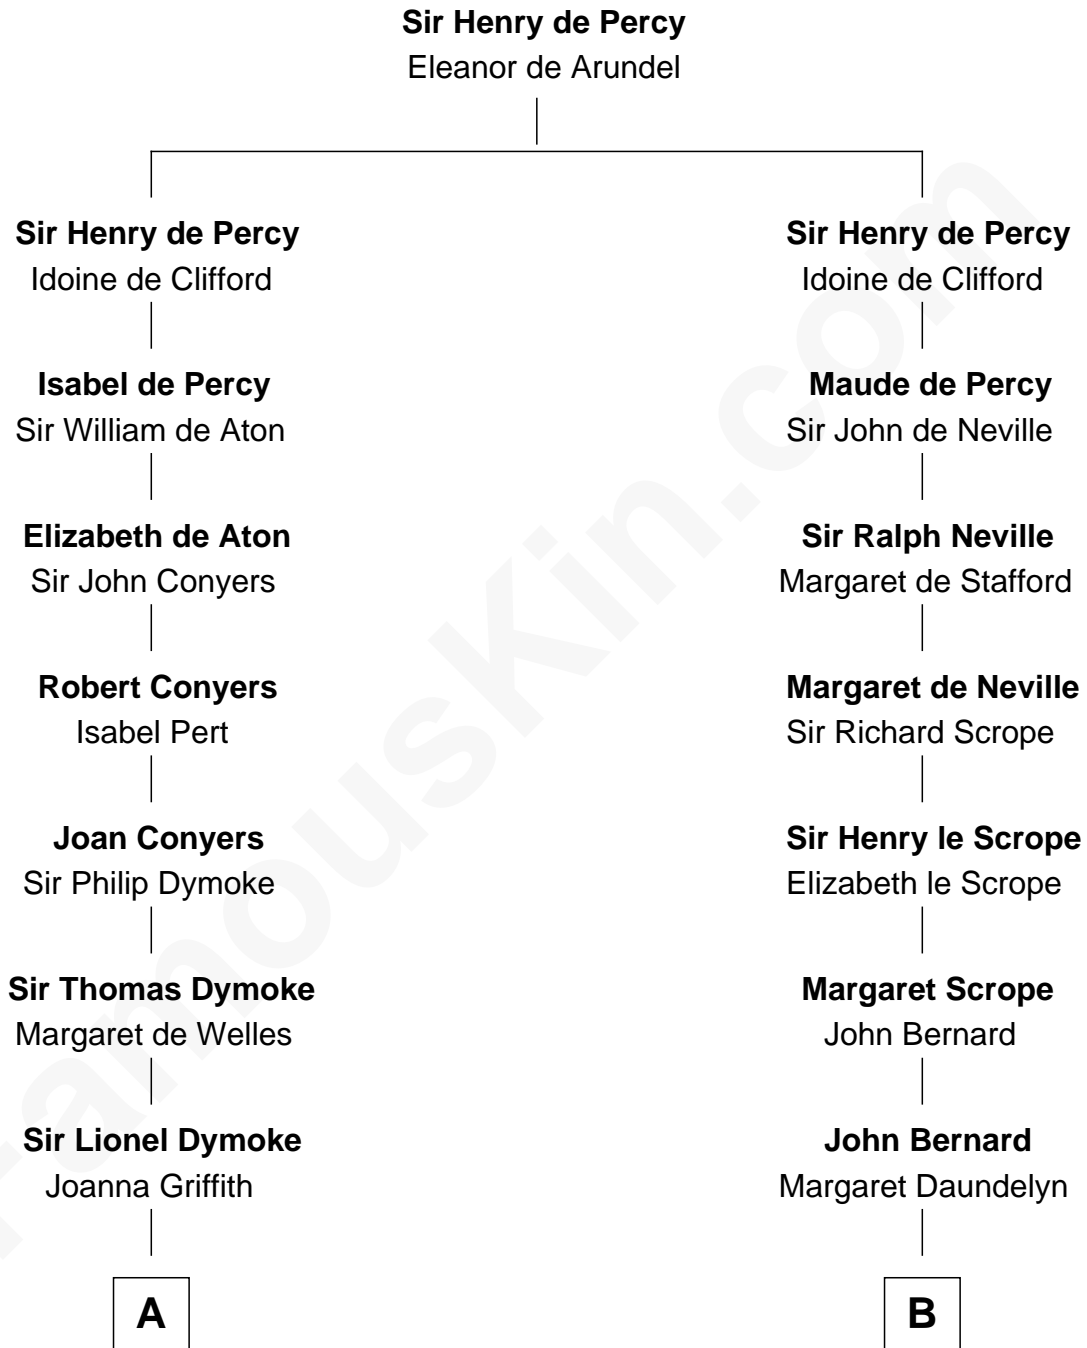 Sir Henry de Percy
Eleanor de Arundel
Sir Henry de Percy
Idoine de Clifford
Sir Henry de Percy
Idoine de Clifford
Isabel de Percy
Sir William de Aton
Maude de Percy
Sir John de Neville
Elizabeth de Aton
Sir John Conyers
Sir Ralph Neville
Margaret de Stafford
Robert Conyers
Isabel Pert
Margaret de Neville
Sir Richard Scrope
Joan Conyers
Sir Philip Dymoke
Sir Henry le Scrope
Elizabeth le Scrope
Sir Thomas Dymoke
Margaret de Welles
Margaret Scrope
John Bernard
Sir Lionel Dymoke
Joanna Griffith
John Bernard
Margaret Daundelyn
A
B
FamousKin.com